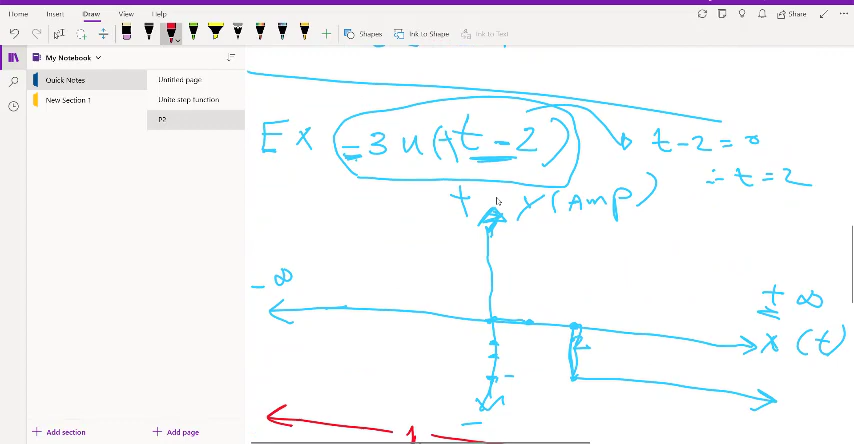 Home Insert Draw View Help Share
Shapes Ink to Shape Ink to Text
My Notebook
Quick Notes Untitled page
New Section 1 Unite step function
P2
Ex -3 u(+t-2) t-2=0
∴ t=2
+ y(Amp)
-∞
+∞
2 x (t)
-
-
1
Add section Add page